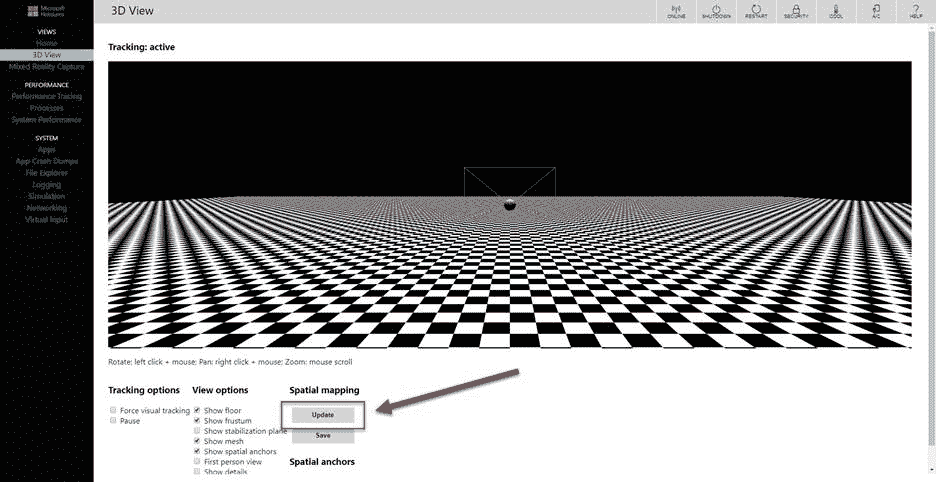 Microsoft
HoloLens
VIEWS
Home
3D View
Mixed Reality Capture
PERFORMANCE
Performance Tracing
Processes
System Performance
SYSTEM
Apps
App Crash Dumps
File Explorer
Logging
Simulation
Networking
Virtual Input
3D View
ONLINE
SHUTDOWN
RESTART
SECURITY
COOL
A/C
HELP
Tracking: active
Rotate: left click + mouse; Pan: right click + mouse; Zoom: mouse scroll
Tracking options
Force visual tracking
Pause
View options
Show floor
Show frustum
Show stabilization plane
Show mesh
Show spatial anchors
First person view
Show details
Spatial mapping
Update
Save
Spatial anchors